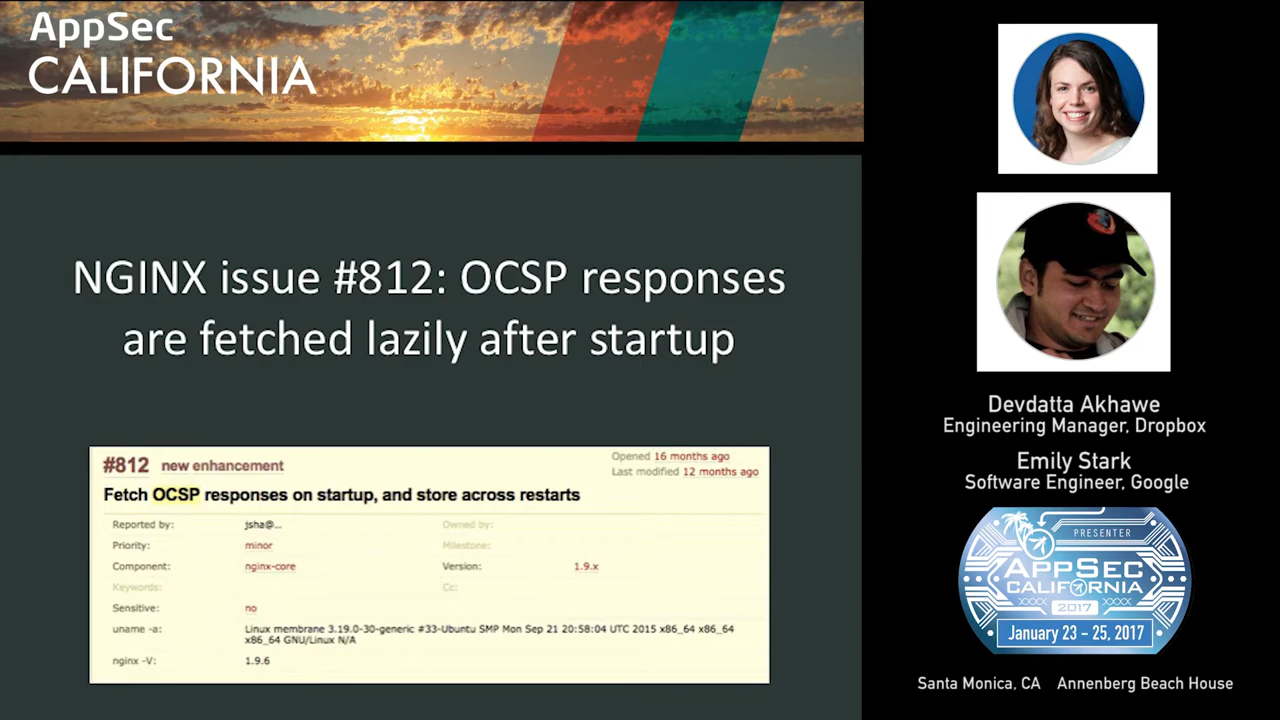 AppSec
CALIFORNIA
NGINX issue #812: OCSP responses
are fetched lazily after startup
#812 new enhancement
Opened 16 months ago
Last modified 12 months ago
Fetch OCSP responses on startup, and store across restarts
Reported by: jsha@... Owned by:
Priority: minor Milestone:
Component: nginx-core Version: 1.9.x
Keywords: Cc:
Sensitive: no
uname -a: Linux membrane 3.19.0-30-generic #33-Ubuntu SMP Mon Sep 21 20:58:04 UTC 2015 x86_64 x86_64
x86_64 GNU/Linux N/A
nginx -V: 1.9.6
Devdatta Akhawe
Engineering Manager, Dropbox
Emily Stark
Software Engineer, Google
PRESENTER
APPSEC
CALIFORNIA
2017
January 23 - 25, 2017
Santa Monica, CA Annenberg Beach House